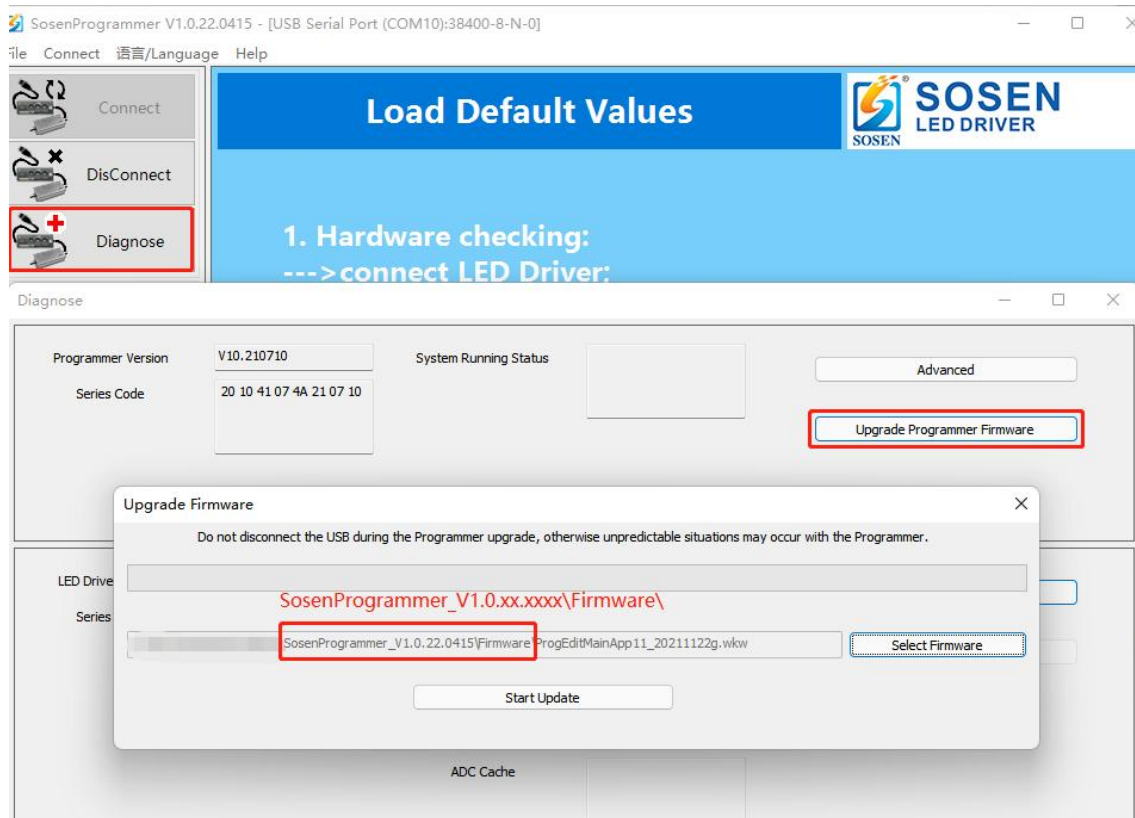 SosenProgrammer V1.0.22.0415 - [USB Serial Port (COM10):38400-8-N-0]
File Connect 语言/Language Help
Connect
DisConnect
Diagnose
Load Default Values
SOSEN
SOSEN
LED DRIVER
1. Hardware checking:
--->connect LED Driver;
Diagnose
Programmer Version
V10.210710
System Running Status
Advanced
Series Code
20 10 41 07 4A 21 07 10
Upgrade Programmer Firmware
Upgrade Firmware
Do not disconnect the USB during the Programmer upgrade, otherwise unpredictable situations may occur with the Programmer.
LED Drive
SosenProgrammer_V1.0.xx.xxxx\Firmware\
Series
SosenProgrammer_V1.0.22.0415\Firmware\ProgEditMainApp11_20211122g.wkw
Select Firmware
Start Update
ADC Cache